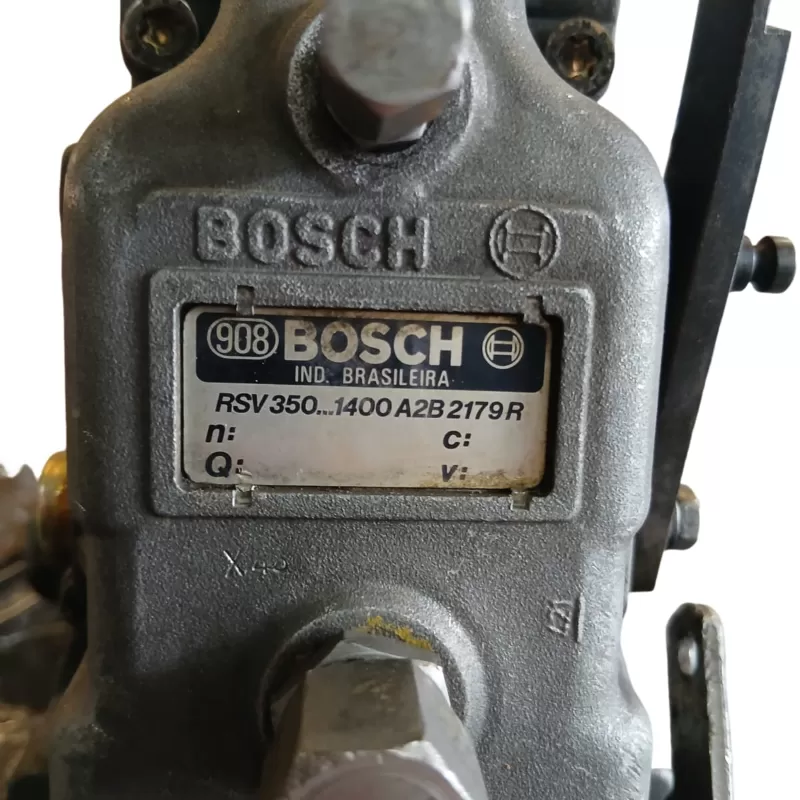 BOSCH
908 BOSCH
IND. BRASILEIRA
RSV 350...1400 A2B 2179 R
n: c:
Q: v: